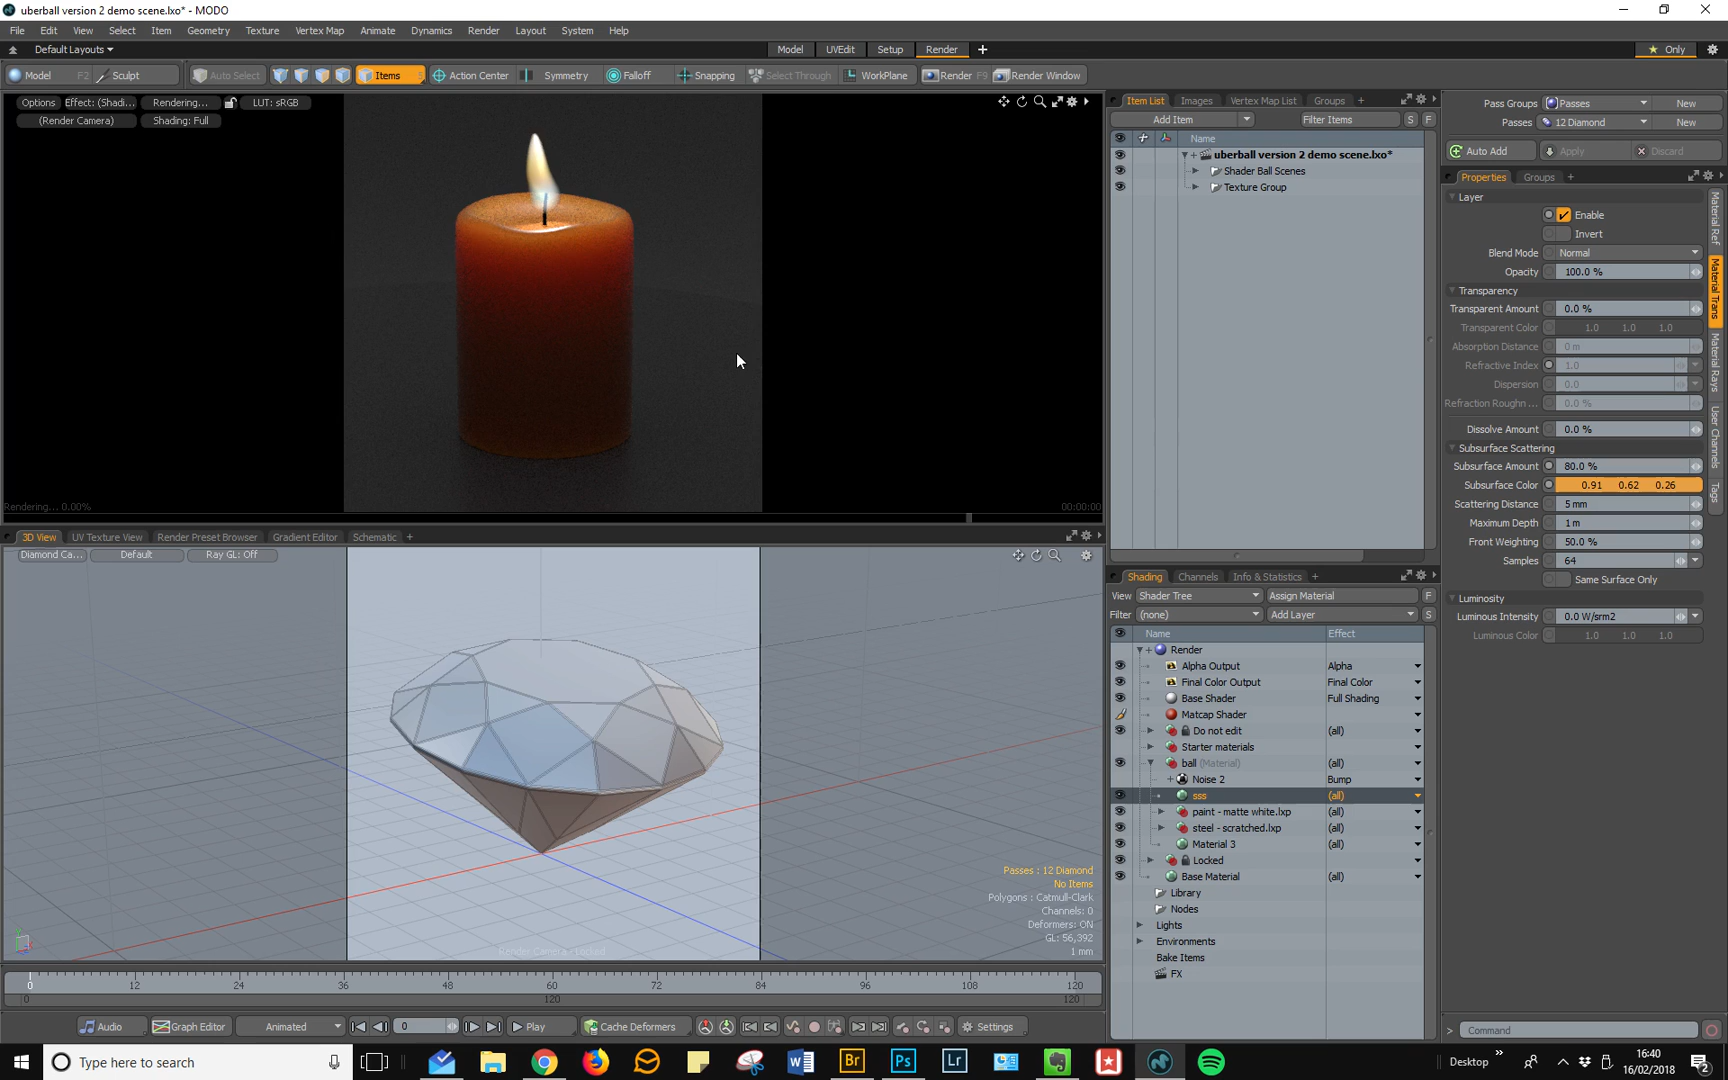 uberball version 2 demo scene.lxo* - MODO
File Edit View Select Item Geometry Texture Vertex Map Animate Dynamics Render Layout System Help
Default Layouts Model UVEdit Setup Render Only
Model F2 Sculpt Auto Select Items 5 Action Center Symmetry Falloff Snapping Select Through WorkPlane Render F9 Render Window
Options Effect: (Shadi... Rendering... LUT: sRGB
(Render Camera) Shading: Full
Rendering... 0.00% 00:00:00
3D View UV Texture View Render Preset Browser Gradient Editor Schematic
Diamond Ca... Default Ray GL: Off
Passes : 12 Diamond
No Items
Polygons : Catmull-Clark
Channels: 0
Deformers: ON
GL: 56,392
1 mm
Render Camera - Locked
0 12 24 36 48 60 72 84 96 108 120
0 120 120
Audio Graph Editor Animated 0 Play Cache Deformers Settings
Item List Images Vertex Map List Groups
Add Item Filter Items S F
Name
uberball version 2 demo scene.lxo*
Shader Ball Scenes
Texture Group
Shading Channels Info & Statistics
View Shader Tree Assign Material F
Filter (none) Add Layer S
Name Effect
Render
Alpha Output Alpha
Final Color Output Final Color
Base Shader Full Shading
Matcap Shader
Do not edit (all)
Starter materials
ball (Material) (all)
Noise 2 Bump
sss (all)
paint - matte white.lxp (all)
steel - scratched.lxp (all)
Material 3 (all)
Locked (all)
Base Material (all)
Library
Nodes
Lights
Environments
Bake Items
FX
Pass Groups Passes New
Passes 12 Diamond New
Auto Add Apply Discard
Properties Groups
Layer
Enable
Invert
Blend Mode Normal
Opacity 100.0 %
Transparency
Transparent Amount 0.0 %
Transparent Color 1.0 1.0 1.0
Absorption Distance 0 m
Refractive Index 1.0
Dispersion 0.0
Refraction Roughn ... 0.0 %
Dissolve Amount 0.0 %
Subsurface Scattering
Subsurface Amount 80.0 %
Subsurface Color 0.91 0.62 0.26
Scattering Distance 5 mm
Maximum Depth 1 m
Front Weighting 50.0 %
Samples 64
Same Surface Only
Luminosity
Luminous Intensity 0.0 W/srm2
Luminous Color 1.0 1.0 1.0
Material Ref
Material Trans
Material Rays
User Channels
Tags
Command
Type here to search Br Ps Lr Desktop 16:40
16/02/2018 2